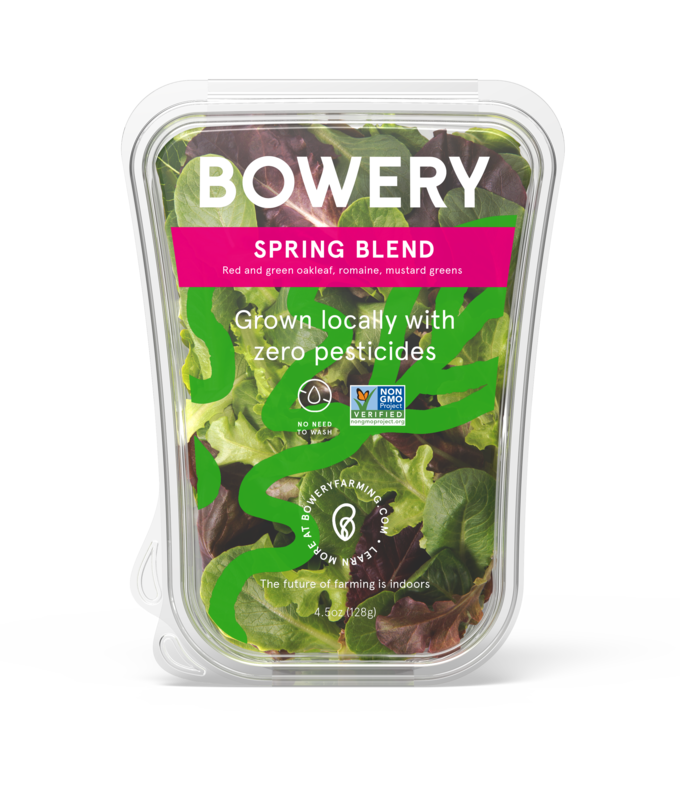 BOWERY
SPRING BLEND
Red and green oakleaf, romaine, mustard greens
Grown locally with
zero pesticides
NO NEED
TO WASH
NON
GMO
Project
VERIFIED
nongmoproject.org
LEARN MORE AT BOWERYFARMING.COM •
The future of farming is indoors
4.5oz (128g)